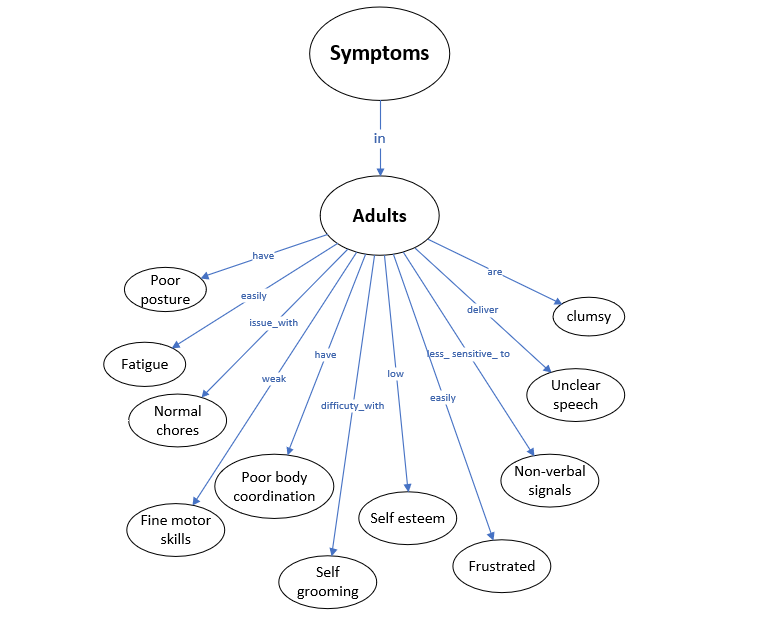 Symptoms
in
Adults
have
are
Poor
posture
easily
deliver
clumsy
issue_with
Fatigue
have
less_ sensitive_ to
weak
low
Unclear
speech
Normal
chores
difficuty_with
easily
Poor body
coordination
Non-verbal
signals
Fine motor
skills
Self esteem
Self
grooming
Frustrated